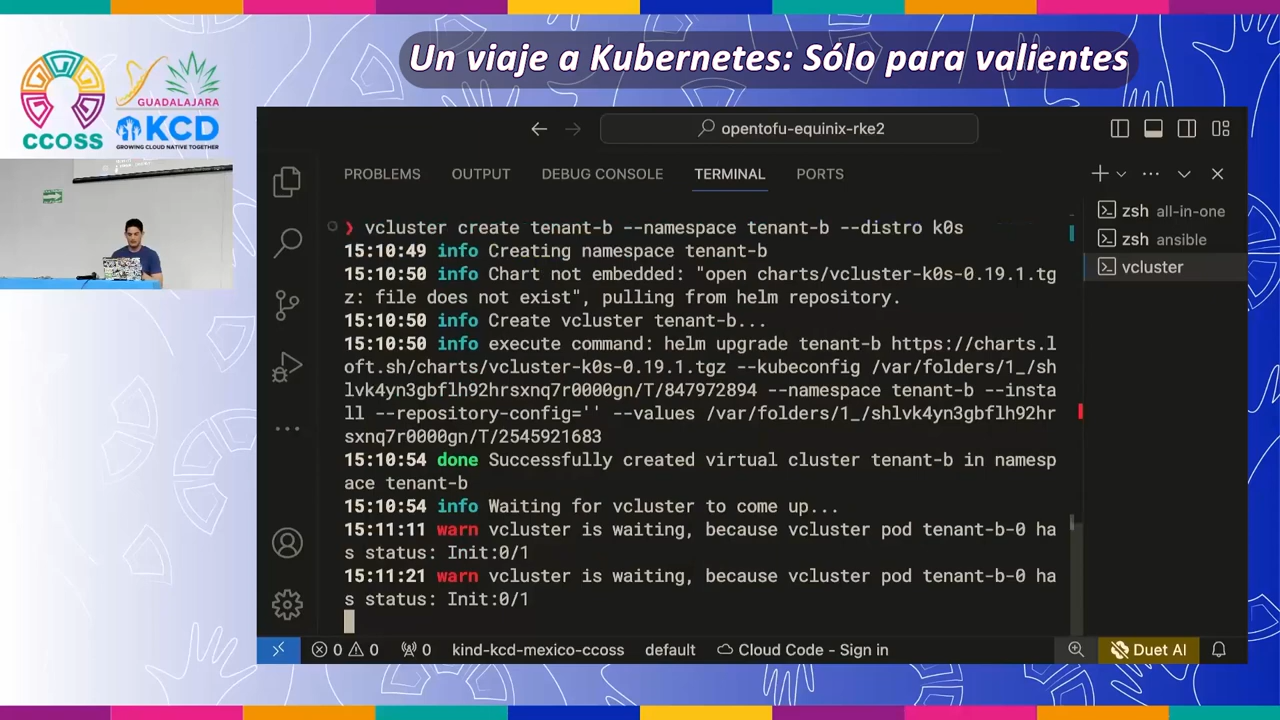 Un viaje a Kubernetes: Sólo para valientes
CCOSS
GUADALAJARA
KCD
GROWING CLOUD NATIVE TOGETHER
opentofu-equinix-rke2
PROBLEMS OUTPUT DEBUG CONSOLE TERMINAL PORTS
❯ vcluster create tenant-b --namespace tenant-b --distro k0s
15:10:49 info Creating namespace tenant-b
15:10:50 info Chart not embedded: "open charts/vcluster-k0s-0.19.1.tg
z: file does not exist", pulling from helm repository.
15:10:50 info Create vcluster tenant-b...
15:10:50 info execute command: helm upgrade tenant-b https://charts.l
oft.sh/charts/vcluster-k0s-0.19.1.tgz --kubeconfig /var/folders/1_/sh
lvk4yn3gbflh92hrsxnq7r0000gn/T/847972894 --namespace tenant-b --insta
ll --repository-config='' --values /var/folders/1_/shlvk4yn3gbflh92hr
sxnq7r0000gn/T/2545921683
15:10:54 done Successfully created virtual cluster tenant-b in namesp
ace tenant-b
15:10:54 info Waiting for vcluster to come up...
15:11:11 warn vcluster is waiting, because vcluster pod tenant-b-0 ha
s status: Init:0/1
15:11:21 warn vcluster is waiting, because vcluster pod tenant-b-0 ha
s status: Init:0/1
zsh all-in-one
zsh ansible
vcluster
0 0 0 kind-kcd-mexico-ccoss default Cloud Code - Sign in Duet AI